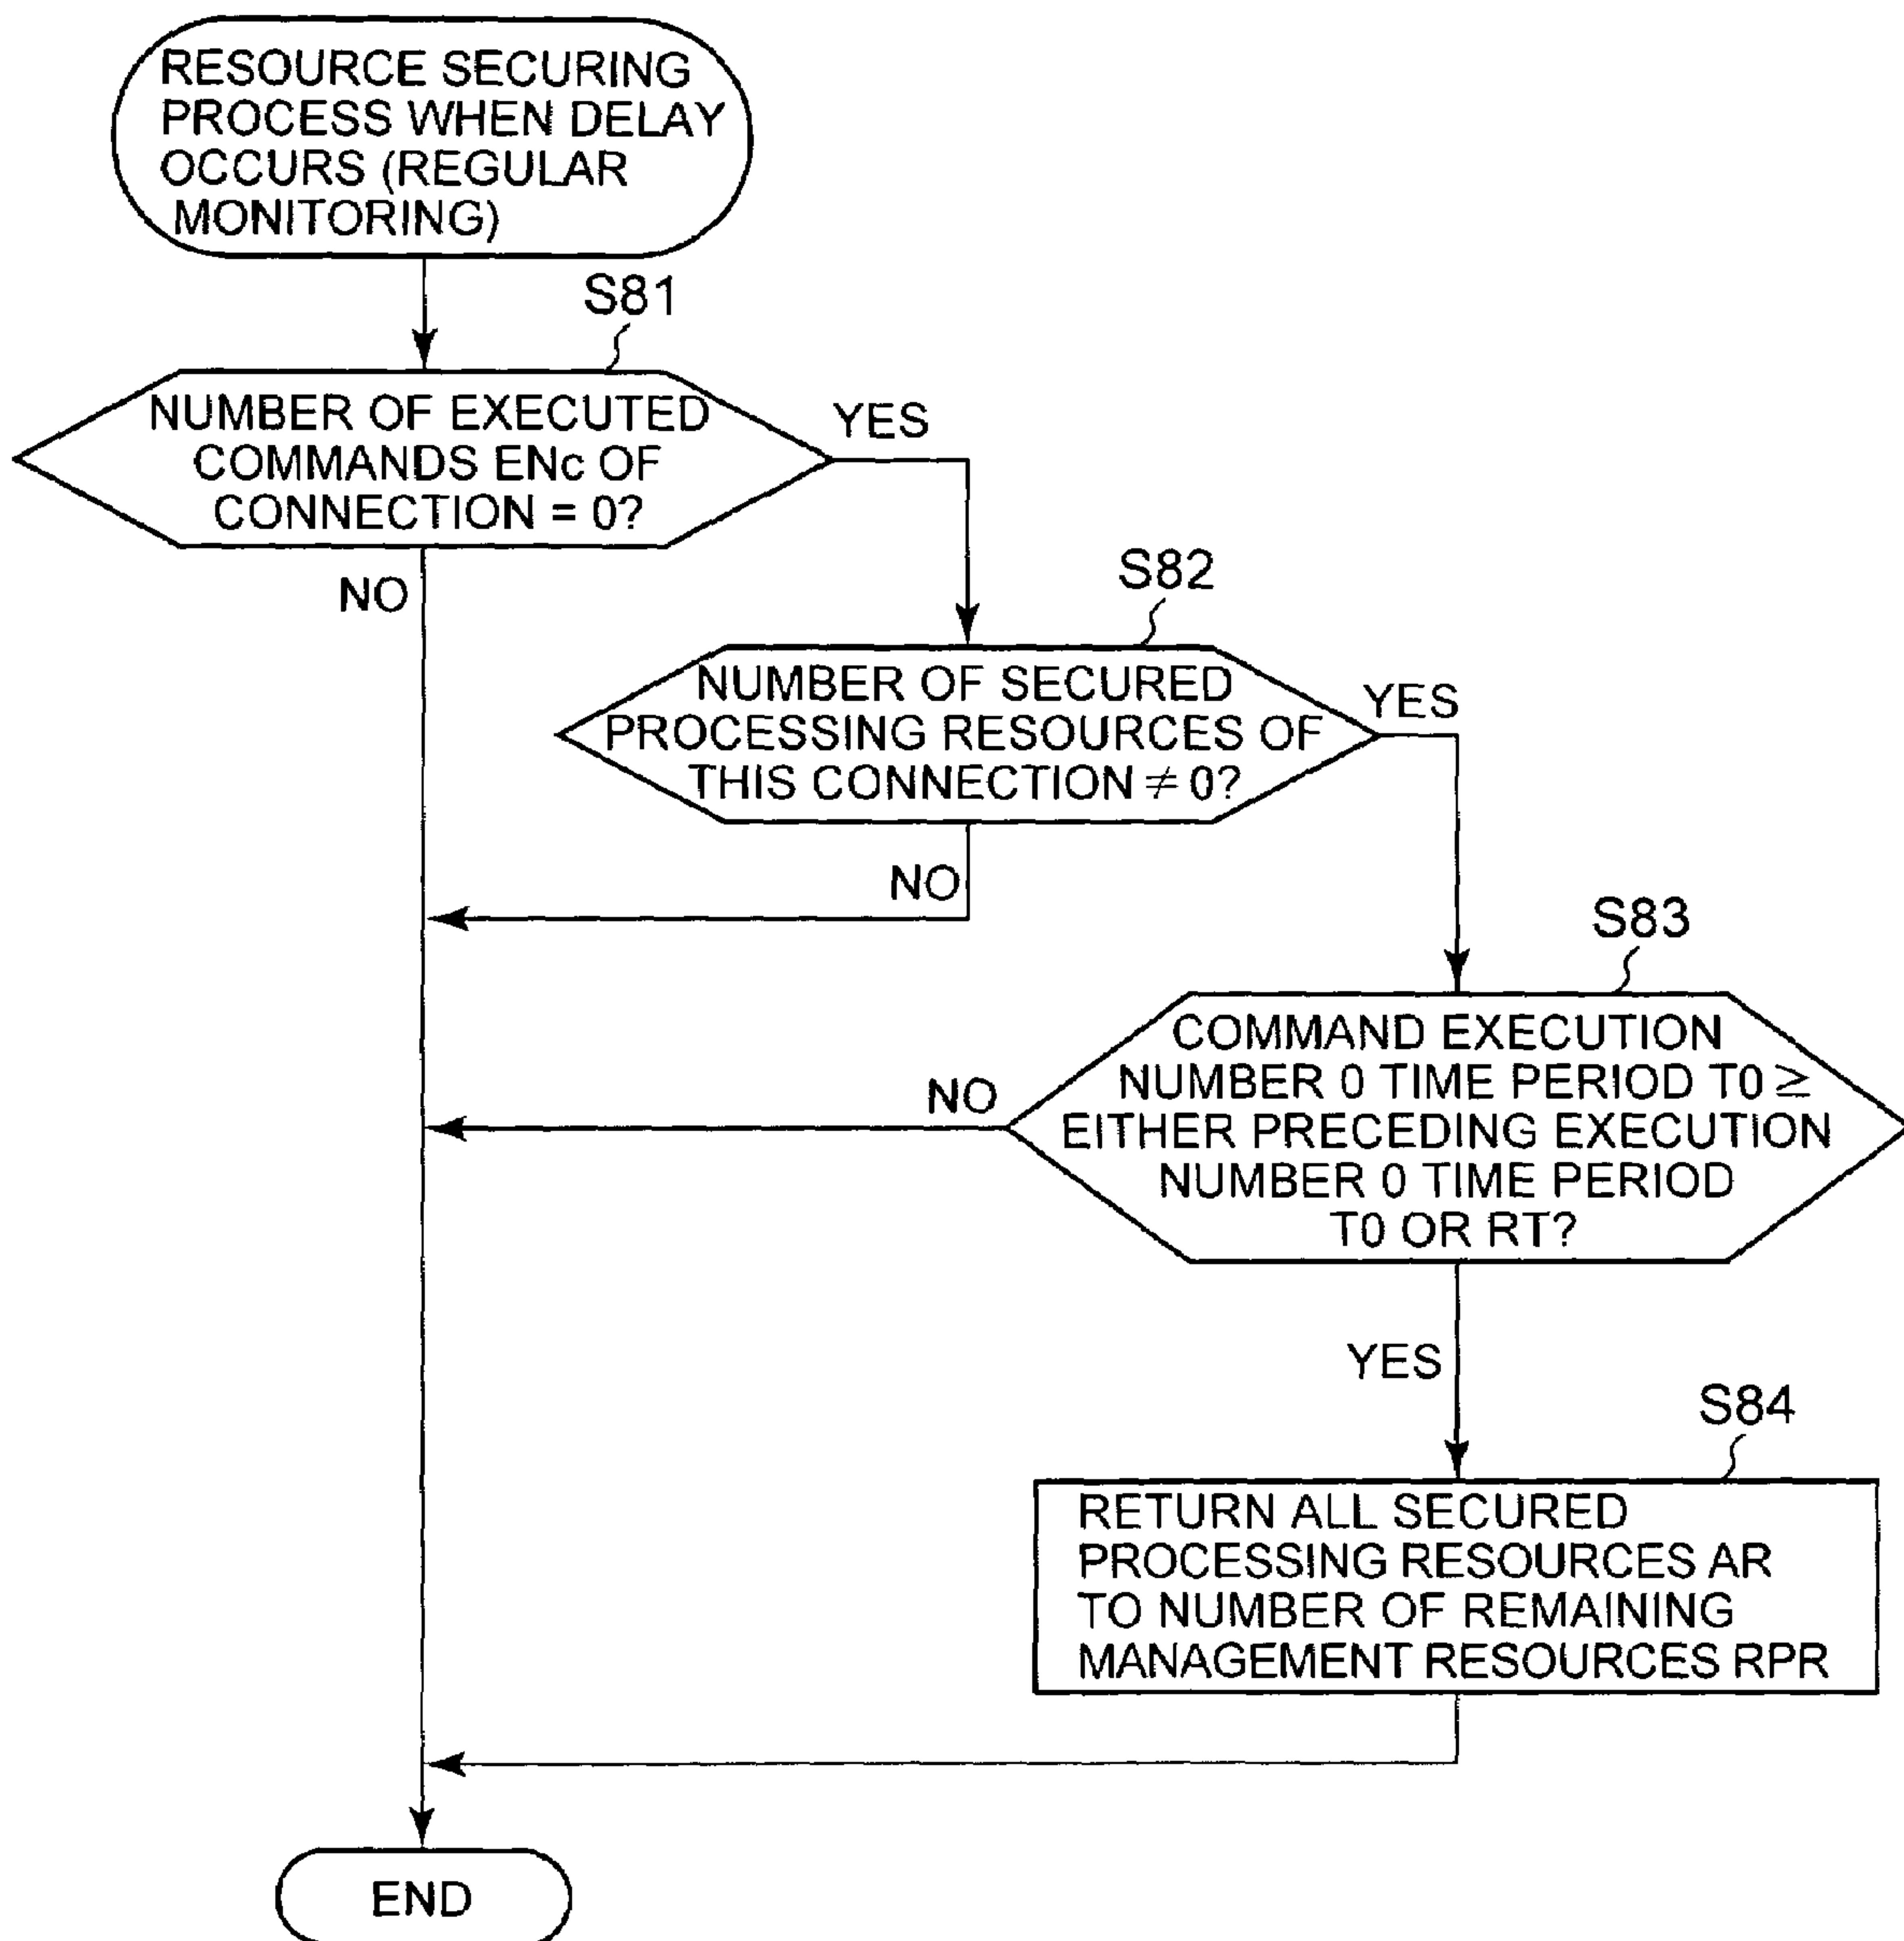 RESOURCE SECURING
PROCESS WHEN DELAY
OCCURS (REGULAR
MONITORING)
S81
NUMBER OF EXECUTED
COMMANDS ENc OF
CONNECTION = 0?
YES
NO
S82
NUMBER OF SECURED
PROCESSING RESOURCES OF
THIS CONNECTION ≠ 0?
YES
NO
S83
COMMAND EXECUTION
NUMBER 0 TIME PERIOD T0 ≥
EITHER PRECEDING EXECUTION
NUMBER 0 TIME PERIOD
T0 OR RT?
NO
YES
S84
RETURN ALL SECURED
PROCESSING RESOURCES AR
TO NUMBER OF REMAINING
MANAGEMENT RESOURCES RPR
END